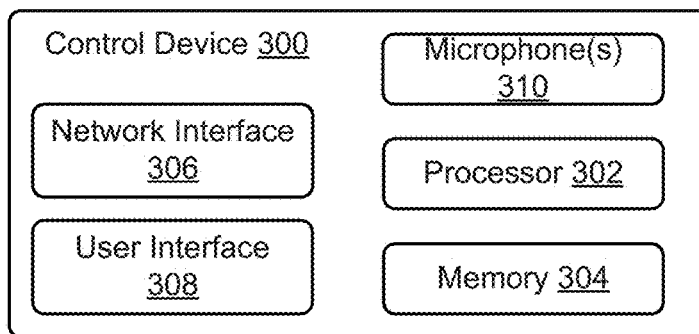 Control Device 300
Microphone(s)
310
Network Interface
306
Processor 302
User Interface
308
Memory 304